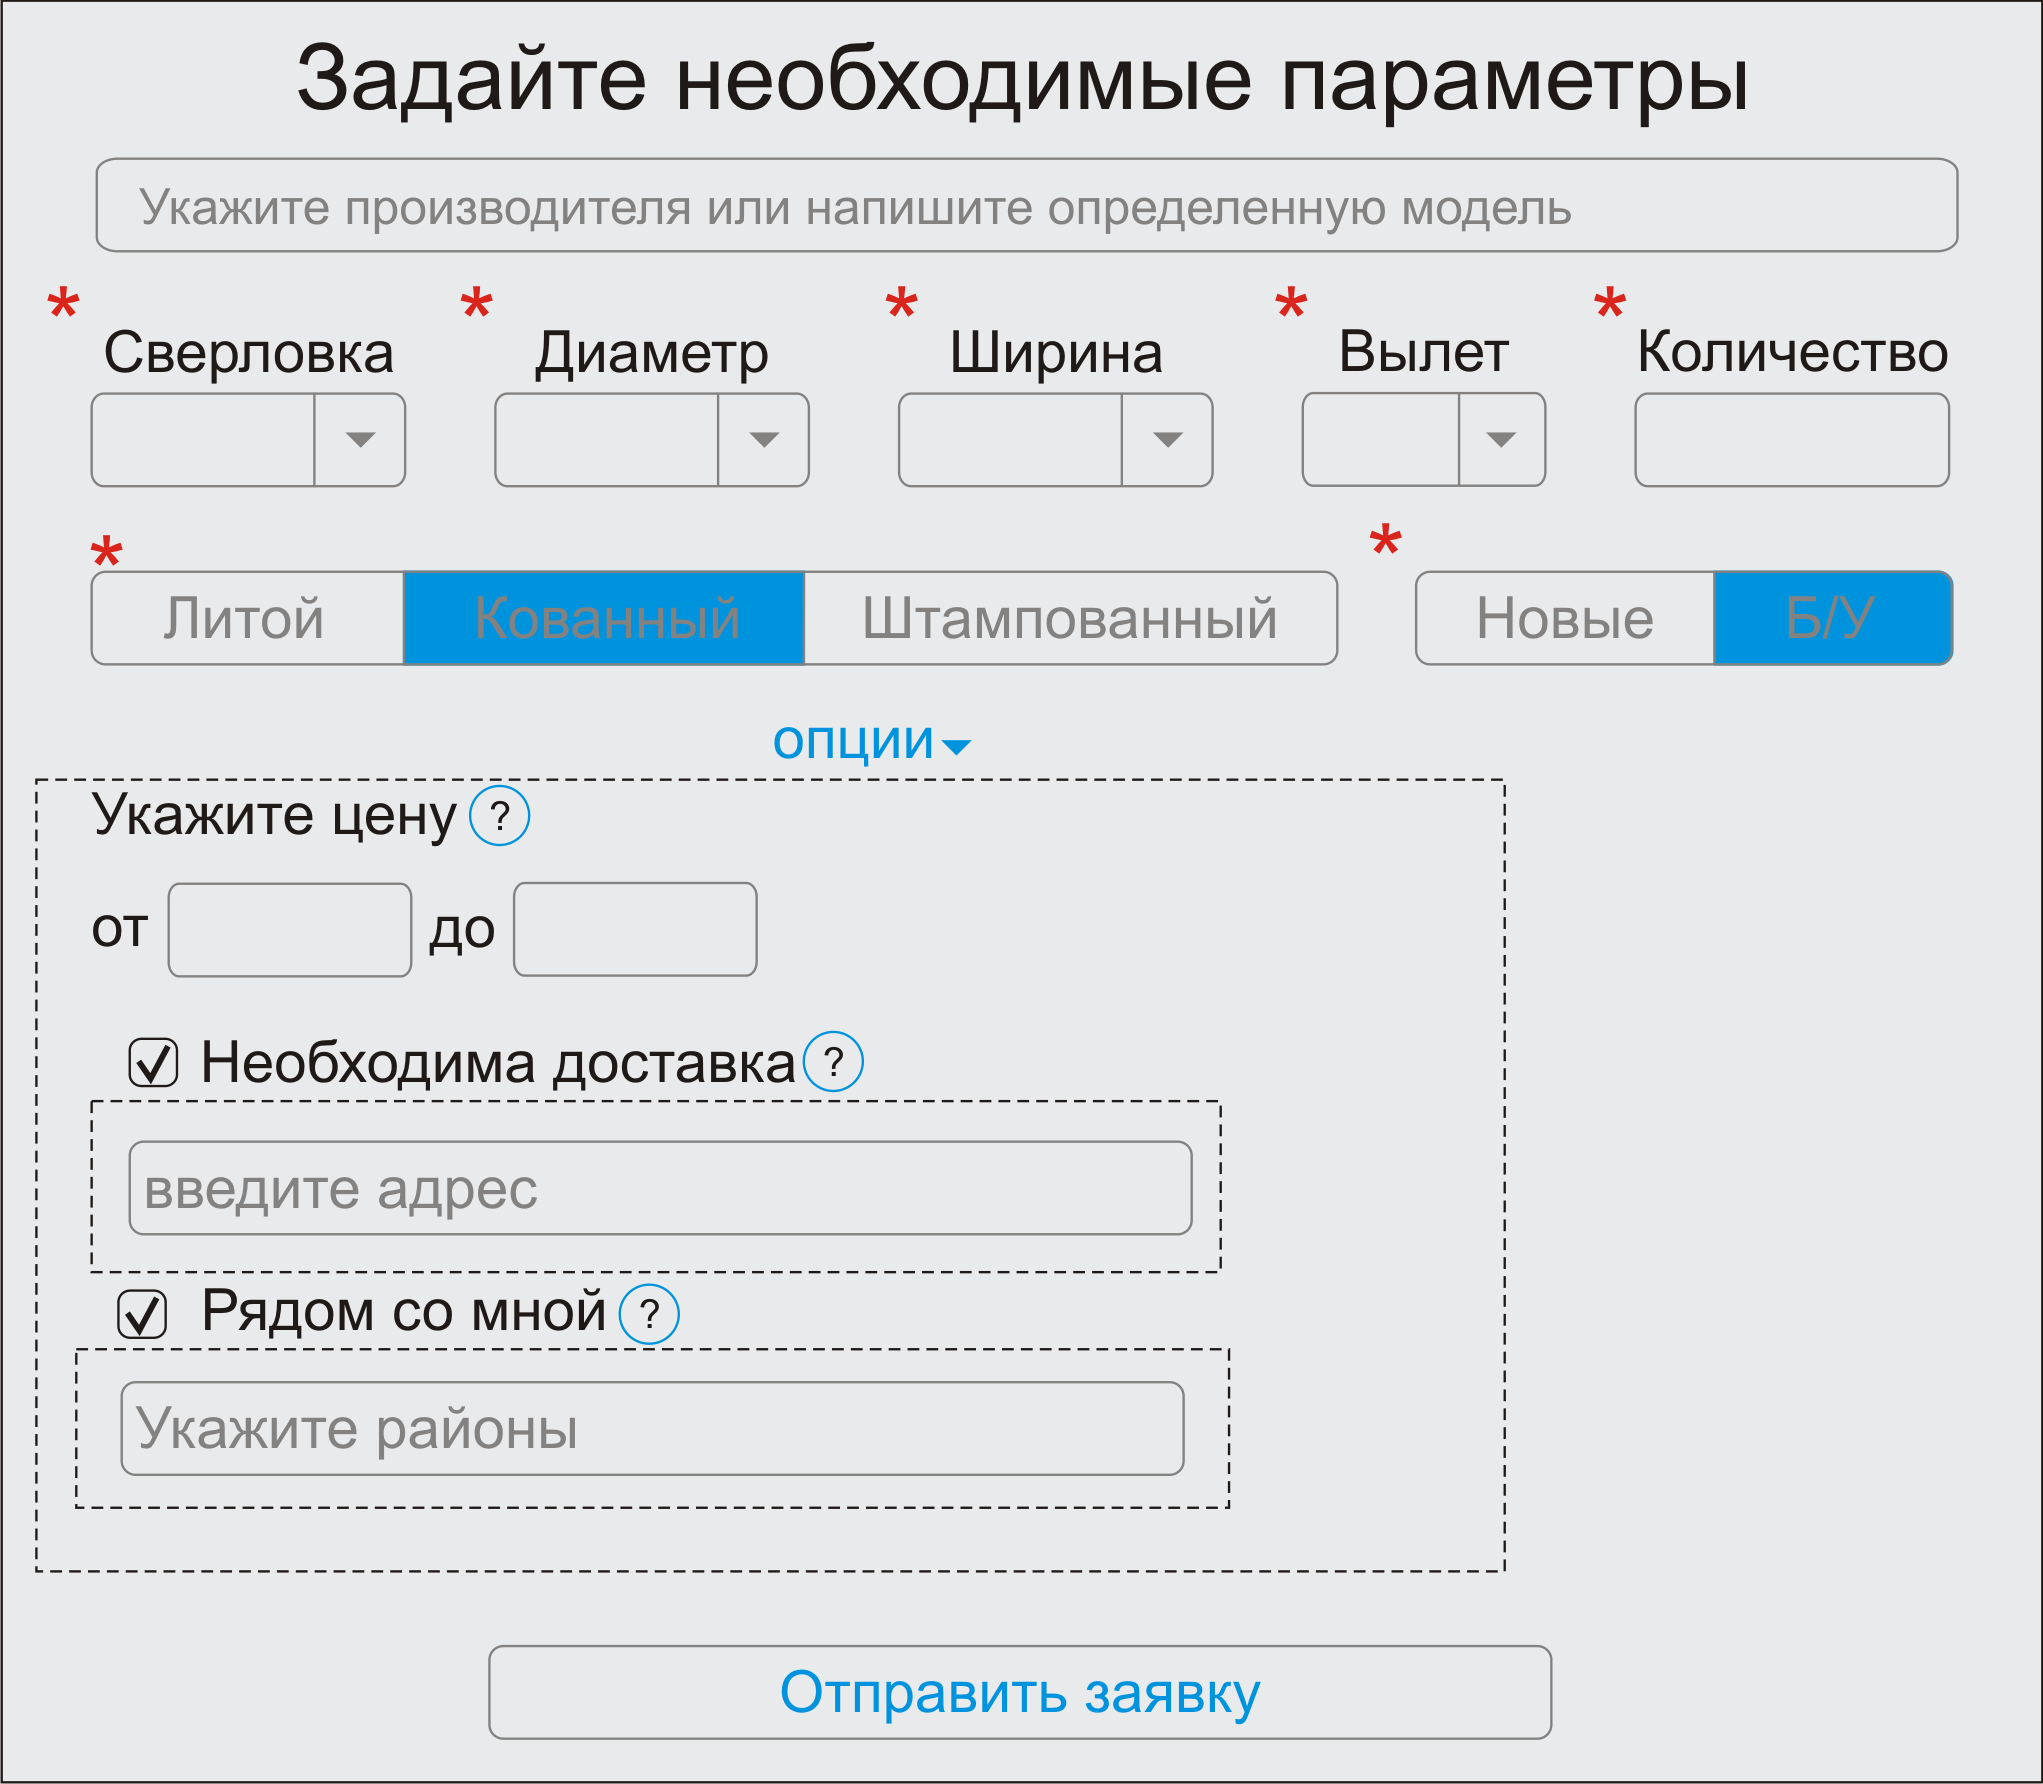 Задайте необходимые параметры
Укажите производителя или напишите определенную модель
* * * * *
Сверловка Диаметр Ширина Вылет Количество
* *
Литой Кованный Штампованный Новые Б/У
опции
Укажите цену ?
от до
Необходима доставка ?
введите адрес
Рядом со мной ?
Укажите районы
Отправить заявку